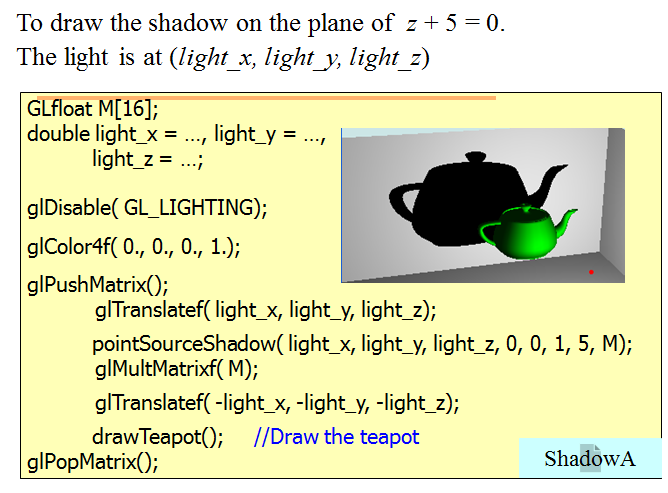 To draw the shadow on the plane of z + 5 = 0.
The light is at (light_x, light_y, light_z)
GLfloat M[16];
double light_x = ..., light_y = ...,
light_z = ...;
glDisable( GL_LIGHTING);
glColor4f( 0., 0., 0., 1.);
glPushMatrix();
glTranslatef( light_x, light_y, light_z);
pointSourceShadow( light_x, light_y, light_z, 0, 0, 1, 5, M);
glMultMatrixf( M);
glTranslatef( -light_x, -light_y, -light_z);
drawTeapot(); //Draw the teapot
glPopMatrix();
ShadowA